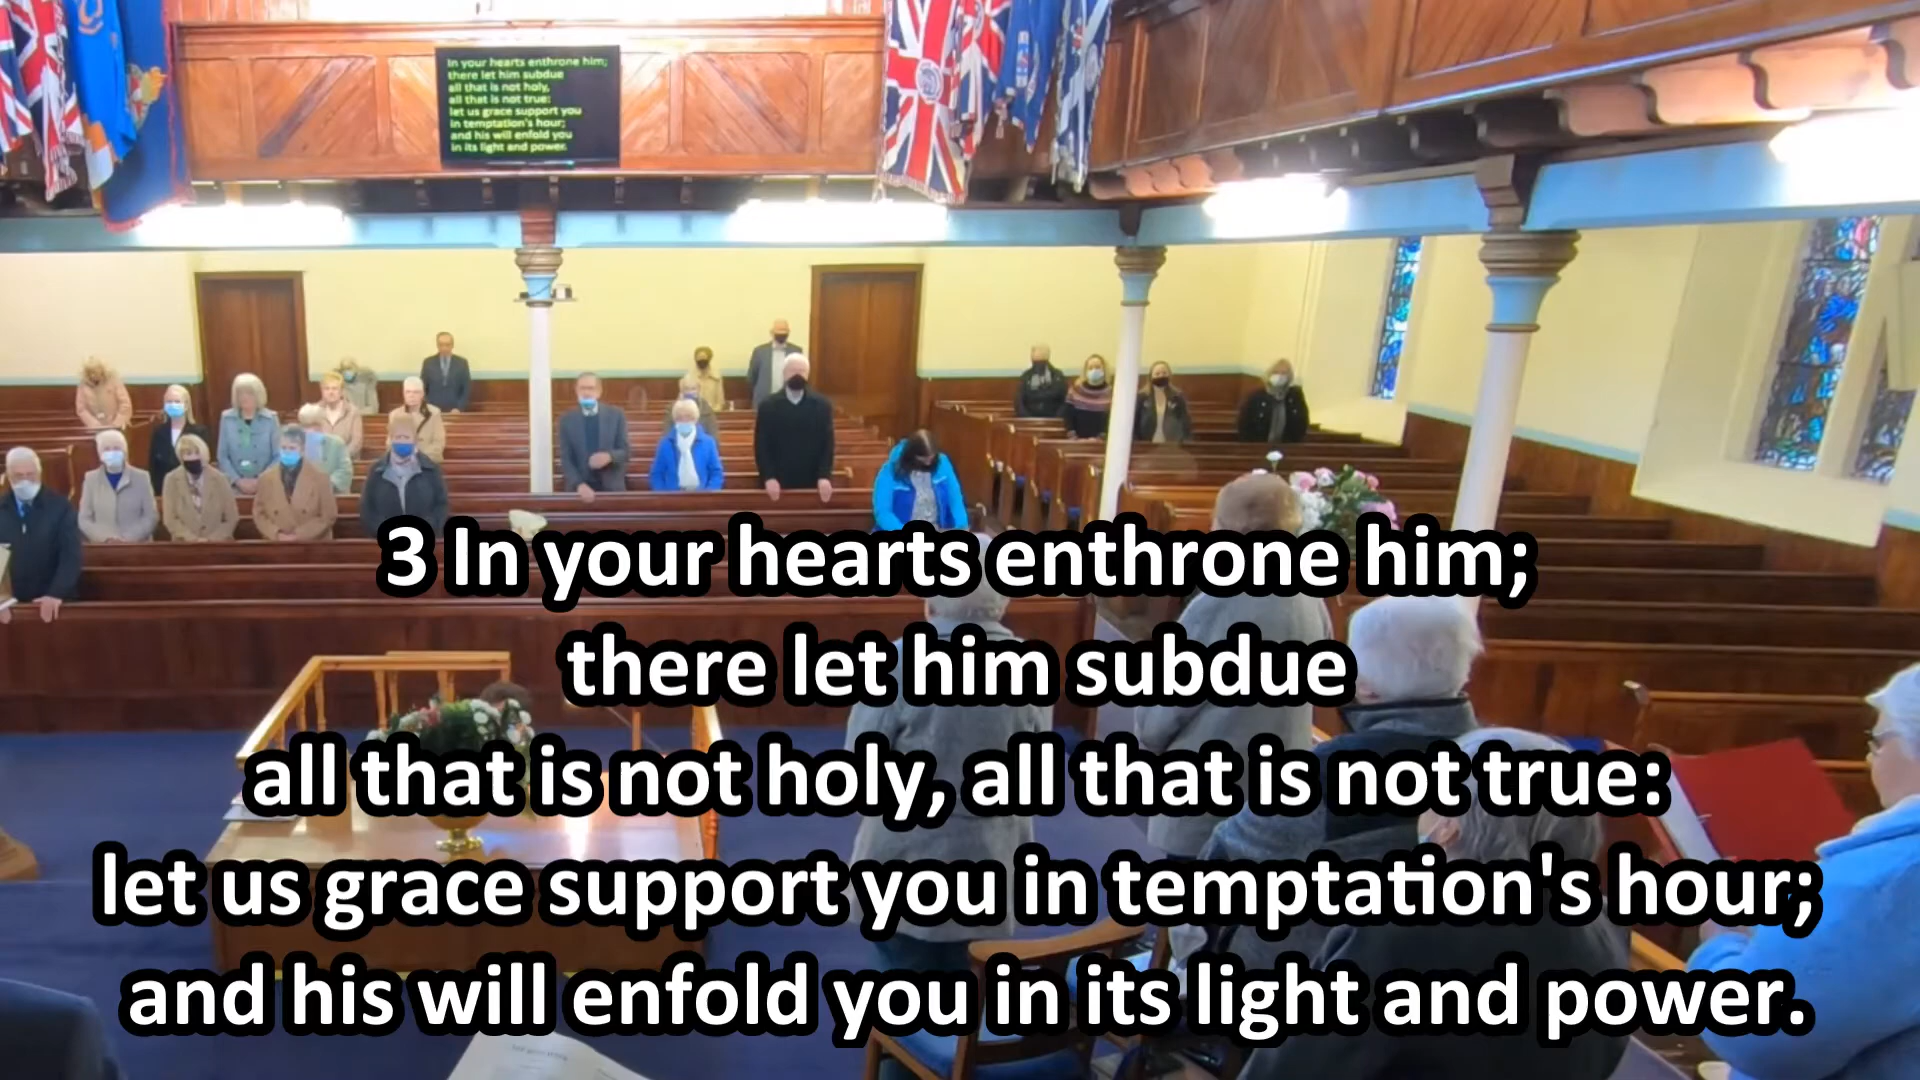 In your hearts enthrone him;
there let him subdue
all that is not holy,
all that is not true:
let us grace support you
in temptation's hour;
and his will enfold you
in its light and power.
3 In your hearts enthrone him;
there let him subdue
all that is not holy, all that is not true:
let us grace support you in temptation's hour;
and his will enfold you in its light and power.